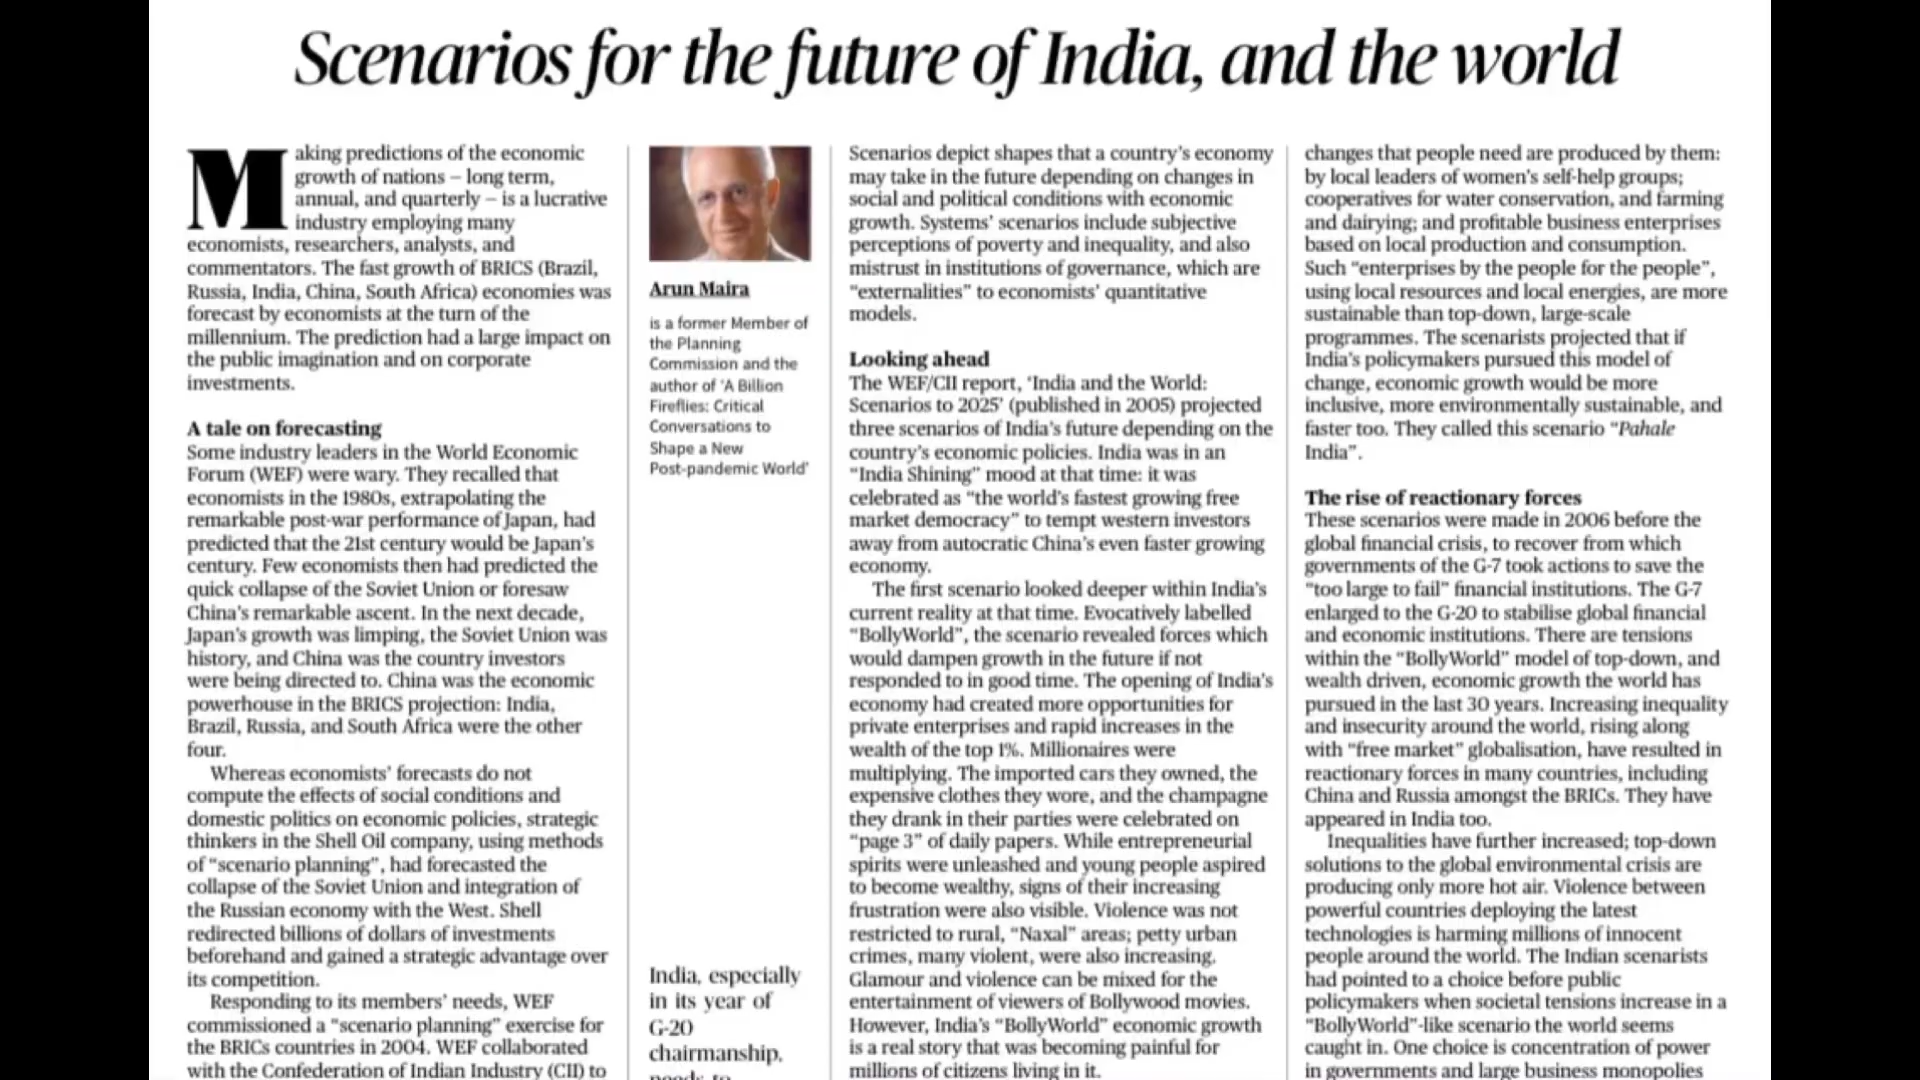 Scenarios for the future of India, and the world
Making predictions of the economic
growth of nations – long term,
annual, and quarterly – is a lucrative
industry employing many
economists, researchers, analysts, and
commentators. The fast growth of BRICS (Brazil,
Russia, India, China, South Africa) economies was
forecast by economists at the turn of the
millennium. The prediction had a large impact on
the public imagination and on corporate
investments.
A tale on forecasting
Some industry leaders in the World Economic
Forum (WEF) were wary. They recalled that
economists in the 1980s, extrapolating the
remarkable post-war performance of Japan, had
predicted that the 21st century would be Japan's
century. Few economists then had predicted the
quick collapse of the Soviet Union or foresaw
China's remarkable ascent. In the next decade,
Japan's growth was limping, the Soviet Union was
history, and China was the country investors
were being directed to. China was the economic
powerhouse in the BRICS projection: India,
Brazil, Russia, and South Africa were the other
four.
Whereas economists' forecasts do not
compute the effects of social conditions and
domestic politics on economic policies, strategic
thinkers in the Shell Oil company, using methods
of "scenario planning", had forecasted the
collapse of the Soviet Union and integration of
the Russian economy with the West. Shell
redirected billions of dollars of investments
beforehand and gained a strategic advantage over
its competition.
Responding to its members' needs, WEF
commissioned a "scenario planning" exercise for
the BRICs countries in 2004. WEF collaborated
with the Confederation of Indian Industry (CII) to
Arun Maira
is a former Member of
the Planning
Commission and the
author of 'A Billion
Fireflies: Critical
Conversations to
Shape a New
Post-pandemic World'
India, especially
in its year of
G-20
chairmanship,
needs to
Scenarios depict shapes that a country's economy
may take in the future depending on changes in
social and political conditions with economic
growth. Systems' scenarios include subjective
perceptions of poverty and inequality, and also
mistrust in institutions of governance, which are
"externalities" to economists' quantitative
models.
Looking ahead
The WEF/CII report, 'India and the World:
Scenarios to 2025' (published in 2005) projected
three scenarios of India's future depending on the
country's economic policies. India was in an
"India Shining" mood at that time: it was
celebrated as "the world's fastest growing free
market democracy" to tempt western investors
away from autocratic China's even faster growing
economy.
The first scenario looked deeper within India's
current reality at that time. Evocatively labelled
"BollyWorld", the scenario revealed forces which
would dampen growth in the future if not
responded to in good time. The opening of India's
economy had created more opportunities for
private enterprises and rapid increases in the
wealth of the top 1%. Millionaires were
multiplying. The imported cars they owned, the
expensive clothes they wore, and the champagne
they drank in their parties were celebrated on
"page 3" of daily papers. While entrepreneurial
spirits were unleashed and young people aspired
to become wealthy, signs of their increasing
frustration were also visible. Violence was not
restricted to rural, "Naxal" areas; petty urban
crimes, many violent, were also increasing.
Glamour and violence can be mixed for the
entertainment of viewers of Bollywood movies.
However, India's "BollyWorld" economic growth
is a real story that was becoming painful for
millions of citizens living in it.
changes that people need are produced by them:
by local leaders of women's self-help groups;
cooperatives for water conservation, and farming
and dairying; and profitable business enterprises
based on local production and consumption.
Such "enterprises by the people for the people",
using local resources and local energies, are more
sustainable than top-down, large-scale
programmes. The scenarists projected that if
India's policymakers pursued this model of
change, economic growth would be more
inclusive, more environmentally sustainable, and
faster too. They called this scenario "Pahale
India".
The rise of reactionary forces
These scenarios were made in 2006 before the
global financial crisis, to recover from which
governments of the G-7 took actions to save the
"too large to fail" financial institutions. The G-7
enlarged to the G-20 to stabilise global financial
and economic institutions. There are tensions
within the "BollyWorld" model of top-down, and
wealth driven, economic growth the world has
pursued in the last 30 years. Increasing inequality
and insecurity around the world, rising along
with "free market" globalisation, have resulted in
reactionary forces in many countries, including
China and Russia amongst the BRICs. They have
appeared in India too.
Inequalities have further increased; top-down
solutions to the global environmental crisis are
producing only more hot air. Violence between
powerful countries deploying the latest
technologies is harming millions of innocent
people around the world. The Indian scenarists
had pointed to a choice before public
policymakers when societal tensions increase in a
"BollyWorld"-like scenario the world seems
caught in. One choice is concentration of power
in governments and large business monopolies